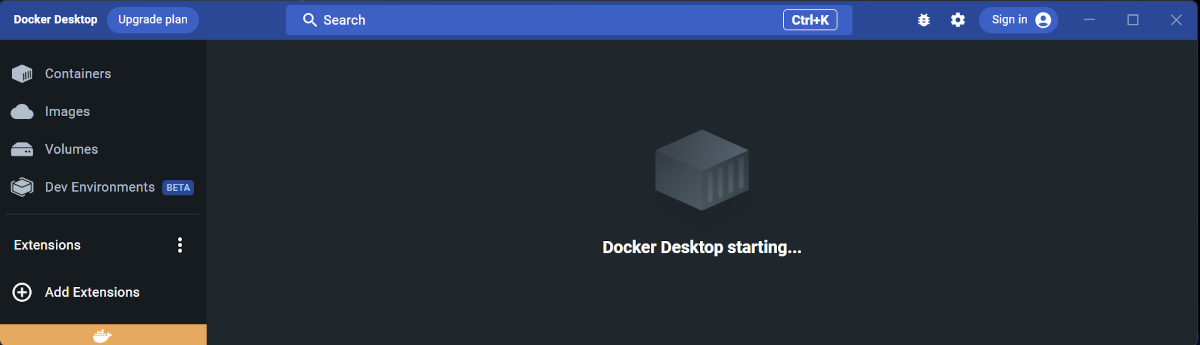 Docker Desktop
Upgrade plan
Search
Ctrl+K
Sign in
Containers
Images
Volumes
Dev Environments BETA
Extensions
Add Extensions
Docker Desktop starting...